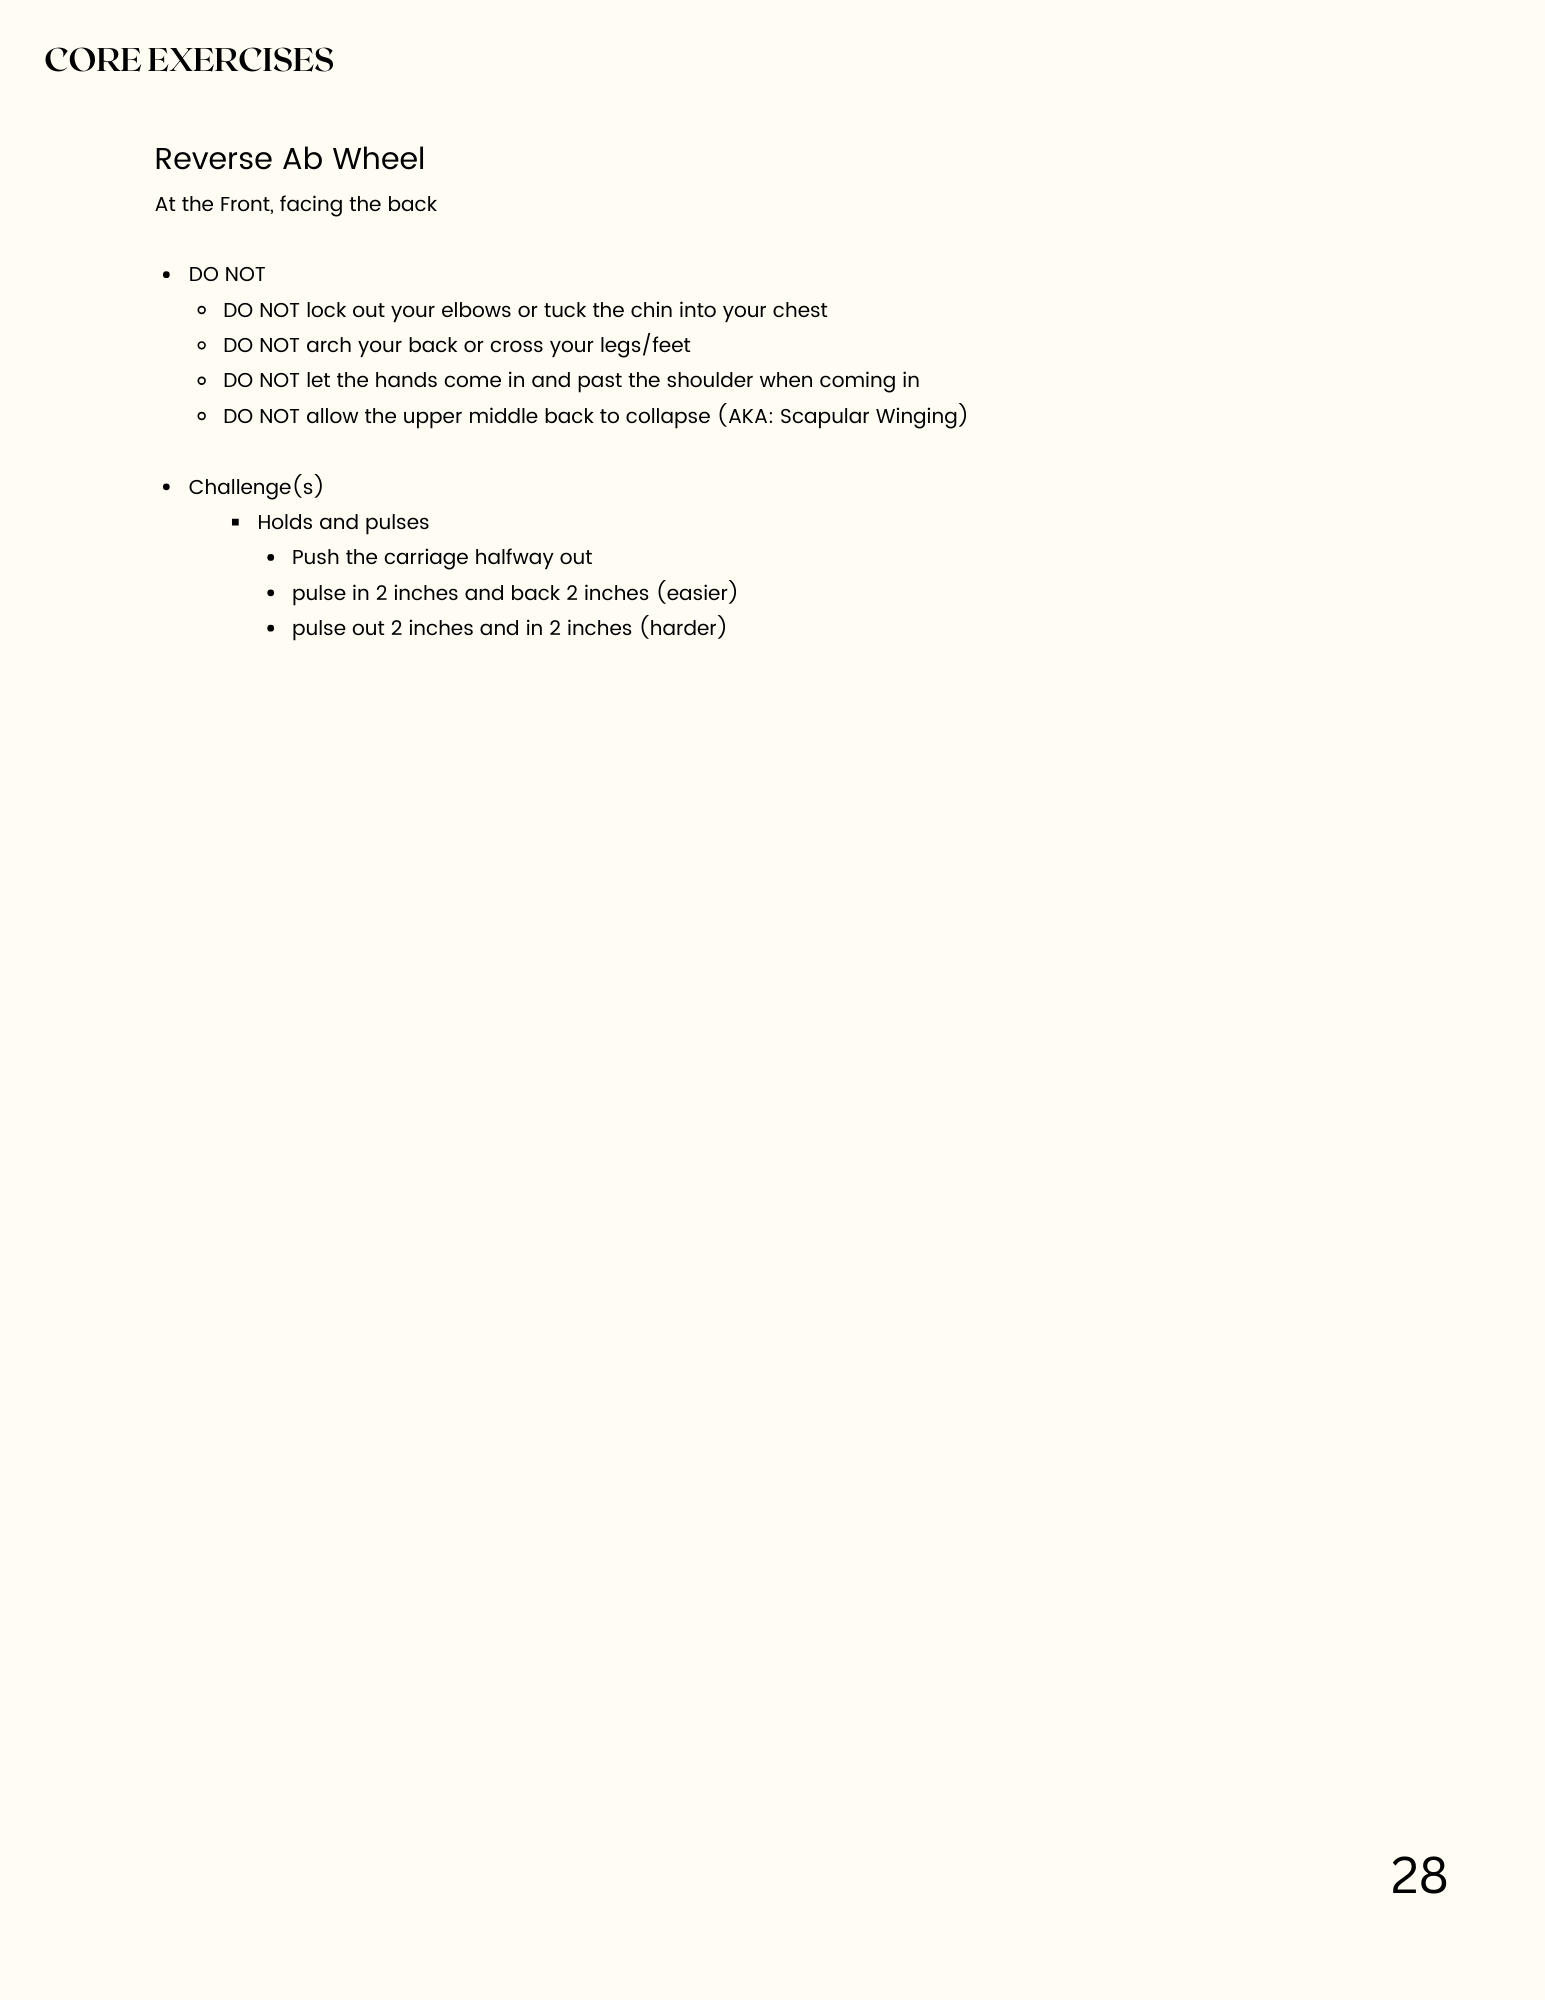 CORE EXERCISES
Reverse Ab Wheel
At the Front, facing the back
• DO NOT
◦ DO NOT lock out your elbows or tuck the chin into your chest
◦ DO NOT arch your back or cross your legs/feet
◦ DO NOT let the hands come in and past the shoulder when coming in
◦ DO NOT allow the upper middle back to collapse (AKA: Scapular Winging)
• Challenge(s)
▪ Holds and pulses
• Push the carriage halfway out
• pulse in 2 inches and back 2 inches (easier)
• pulse out 2 inches and in 2 inches (harder)
28